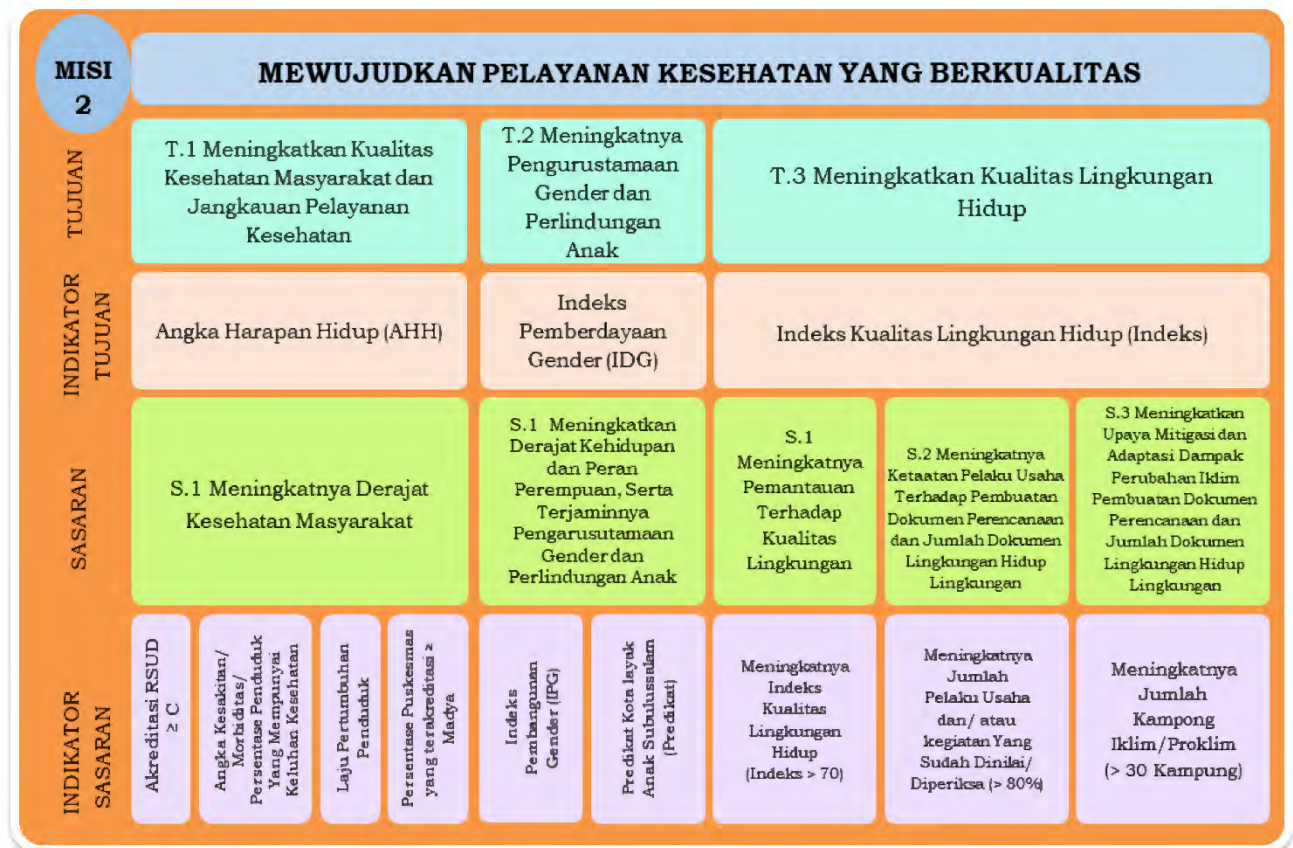 MISI
2
MEWUJUDKAN PELAYANAN KESEHATAN YANG BERKUALITAS
TUJUAN
T.1 Meningkatkan Kualitas
Kesehatan Masyarakat dan
Jangkauan Pelayanan
Kesehatan
T.2 Meningkatnya
Pengurustamaan
Gender dan
Perlindungan
Anak
T.3 Meningkatkan Kualitas Lingkungan
Hidup
INDIKATOR
TUJUAN
Angka Harapan Hidup (AHH)
Indeks
Pemberdayaan
Gender (IDG)
Indeks Kualitas Lingkungan Hidup (Indeks)
SASARAN
S.1 Meningkatnya Derajat
Kesehatan Masyarakat
S.1 Meningkatkan
Derajat Kehidupan
dan Peran
Perempuan, Serta
Terjaminnya
Pengarusutamaan
Gender dan
Perlindungan Anak
S.1
Meningkatnya
Pemantauan
Terhadap
Kualitas
Lingkungan
S.2 Meningkatnya
Ketaatan Pelaku Usaha
Terhadap Pembuatan
Dokumen Perencanaan
dan Jumlah Dokumen
Lingkungan Hidup
Lingkungan
S.3 Meningkatkan
Upaya Mitigasi dan
Adaptasi Dampak
Perubahan Iklim
Pembuatan Dokumen
Perencanaan dan
Jumlah Dokumen
Lingkungan Hidup
Lingkungan
INDIKATOR
SASARAN
Akreditasi RSUD
≥ C
Angka Kesakitan/
Morbiditas/
Persentase Penduduk
Yang Mempunyai
Keluhan Kesehatan
Laju Pertumbuhan
Penduduk
Persentase Puskesmas
yang terakreditasi ≥
Madya
Indeks
Pembangunan
Gender (IPG)
Predikat Kota layak
Anak Subulussalam
(Predikat)
Meningkatnya
Indeks
Kualitas
Lingkungan
Hidup
(Indeks > 70)
Meningkatnya
Jumlah
Pelaku Usaha
dan/ atau
kegiatan Yang
Sudah Dinilai/
Diperiksa (> 80%)
Meningkatnya
Jumlah
Kampong
Iklim/Proklim
(> 30 Kampung)